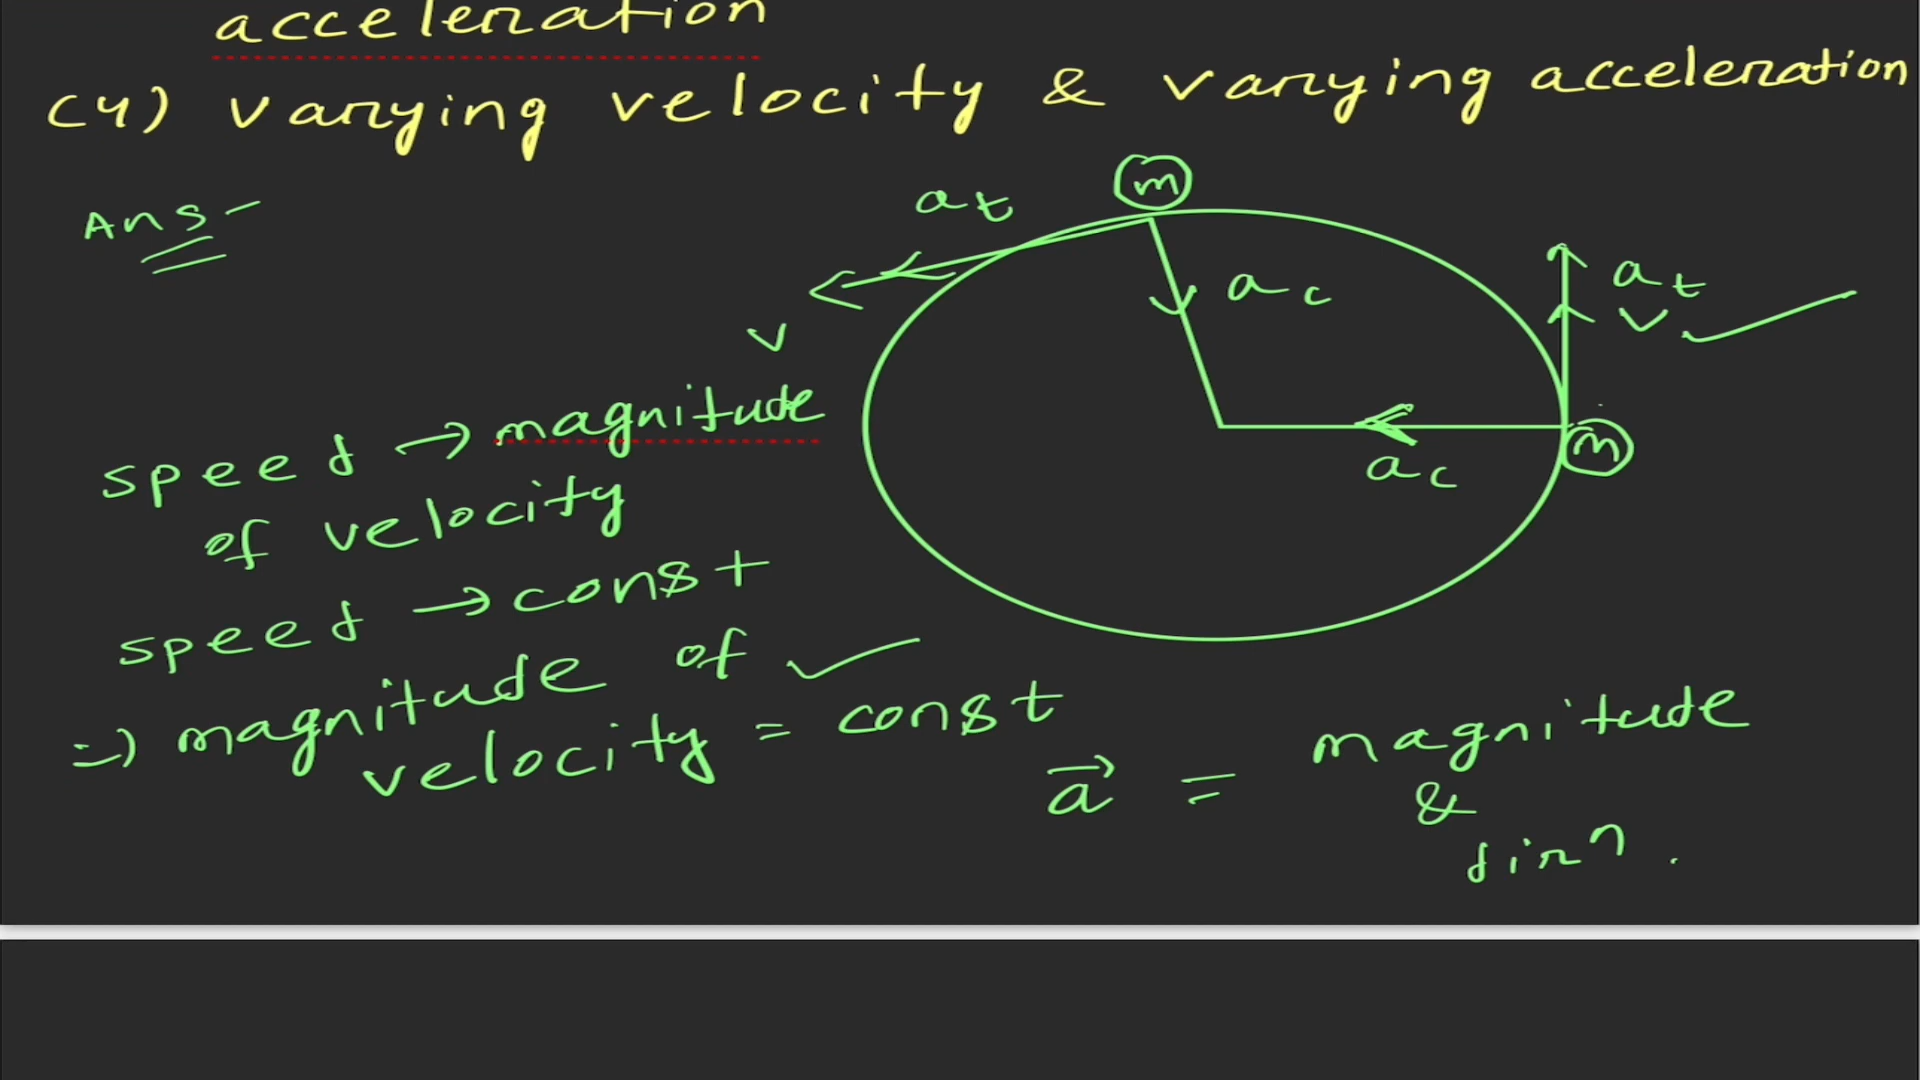 acceleration
(4) varying velocity & varying acceleration
Ans -
m
at
ac
at
v
v
m
ac
speed → magnitude
of velocity
speed → const
=> magnitude of
velocity = const
a = magnitude
&
dirn.